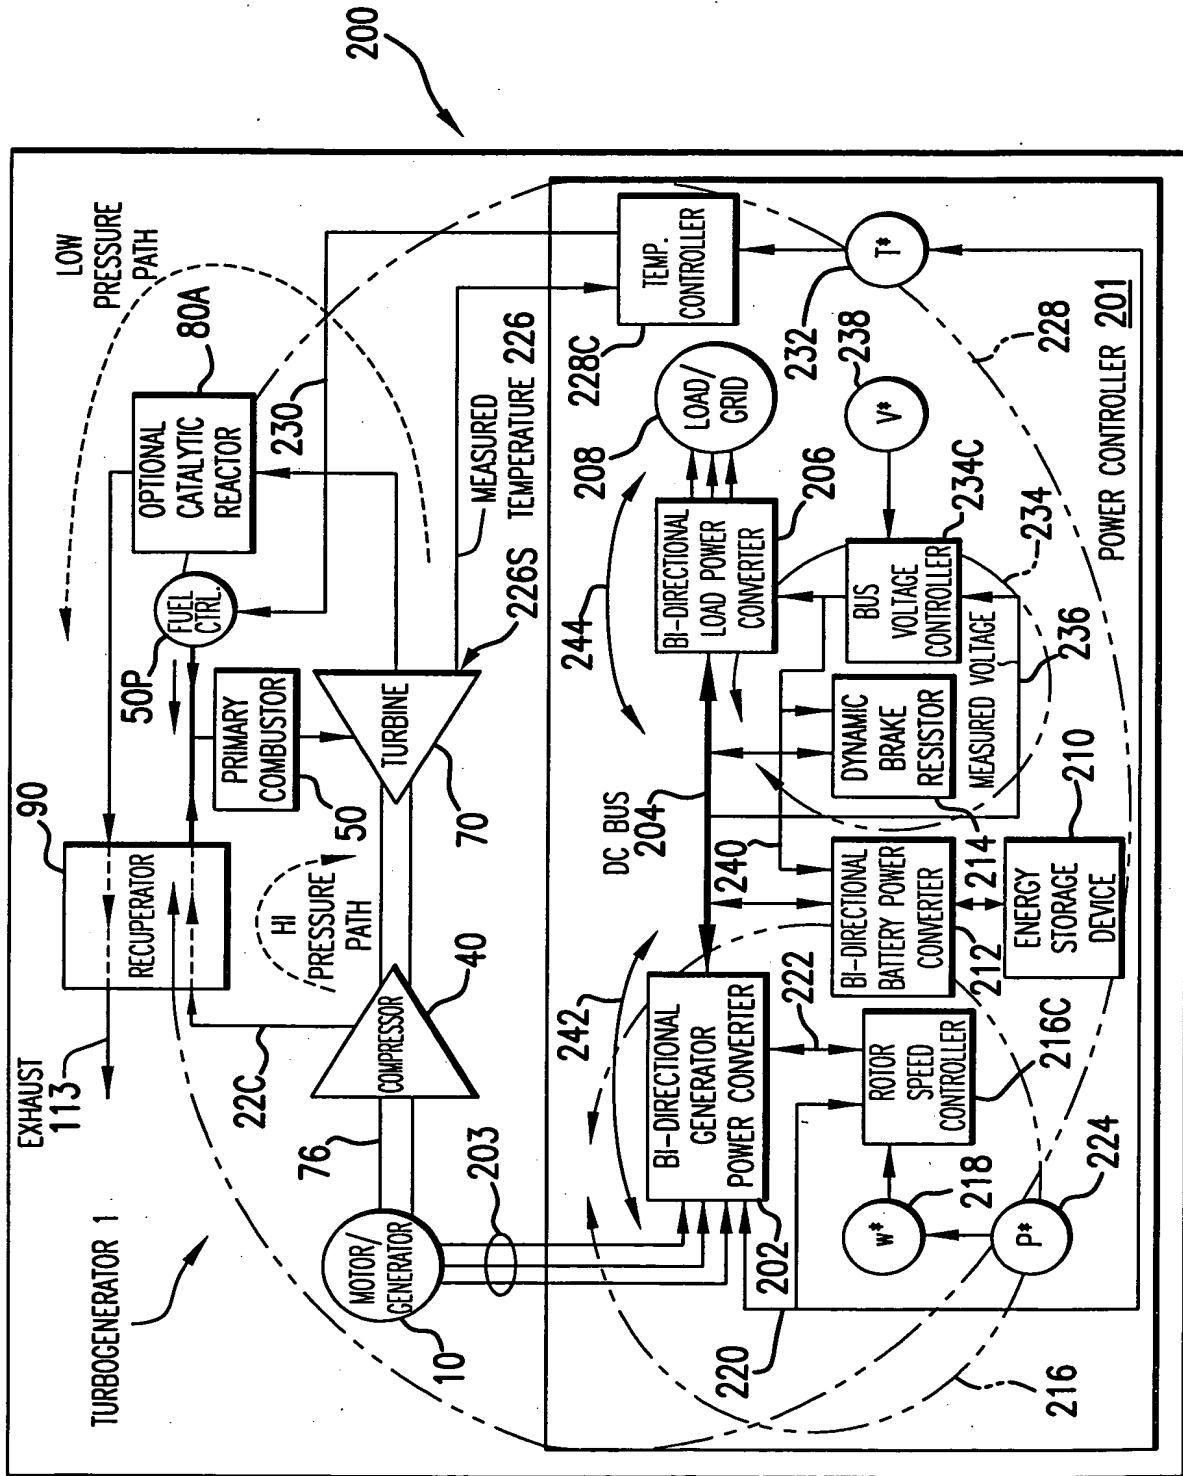 200
TURBOGENERATOR 1
EXHAUST
113
90
RECUPERATOR
50P
FUEL
CTRL.
OPTIONAL
CATALYTIC
REACTOR
80A
LOW
PRESSURE
PATH
22C
HI
PRESSURE
PATH
PRIMARY
COMBUSTOR
50
230
76
MOTOR/
GENERATOR
10
203
COMPRESSOR
40
TURBINE
70
MEASURED
TEMPERATURE 226
226S
242
DC BUS
204
244
208
LOAD/
GRID
228C
TEMP.
CONTROLLER
BI-DIRECTIONAL
GENERATOR
POWER CONVERTER
202
222
240
BI-DIRECTIONAL
LOAD POWER
CONVERTER
206
232
T*
220
w*
218
ROTOR
SPEED
CONTROLLER
216C
BI-DIRECTIONAL
BATTERY POWER
CONVERTER
212
DYNAMIC
BRAKE
RESISTOR
214
BUS
VOLTAGE
CONTROLLER
234C
V*
238
MEASURED VOLTAGE
236
234
216
P*
224
ENERGY
STORAGE
DEVICE
210
228
POWER CONTROLLER 201